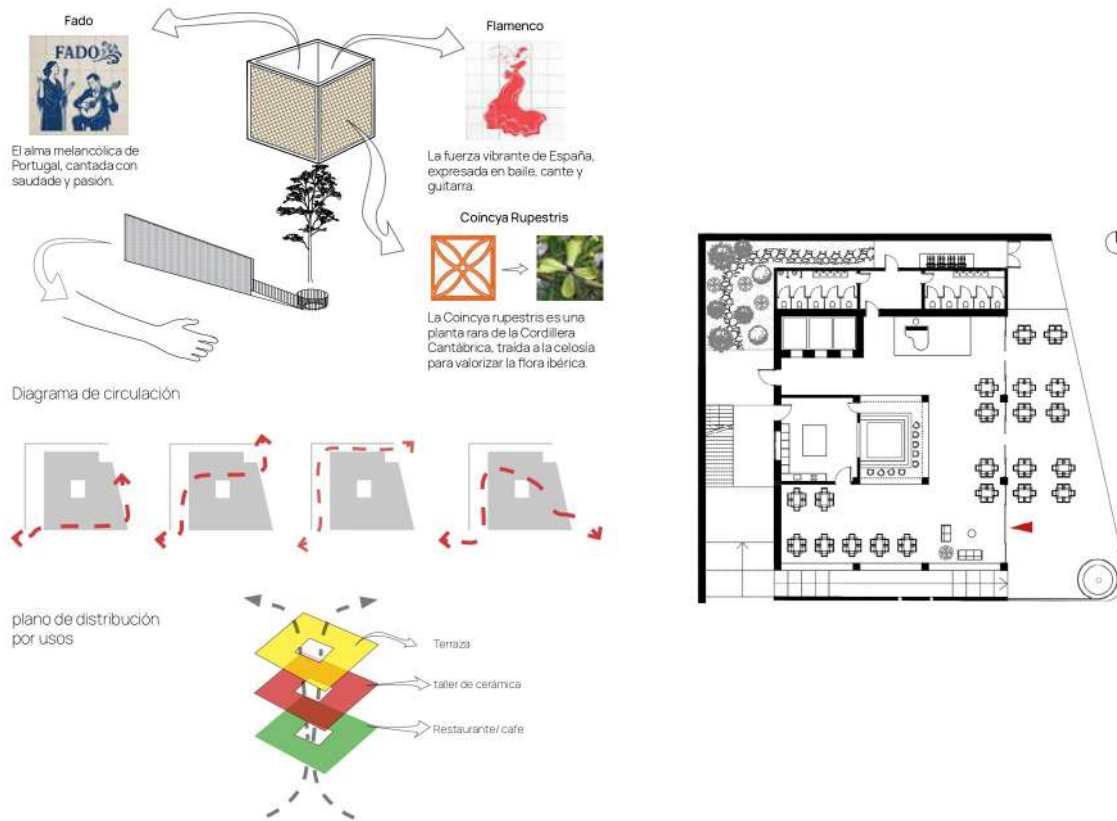 Fado
FADO
El alma melancólica de
Portugal, cantada con
saudade y pasión.
Flamenco
La fuerza vibrante de España,
expresada en baile, cante y
guitarra.
Coincya Rupestris
La Coincya rupestris es una
planta rara de la Cordillera
Cantábrica, traída a la celosía
para valorizar la flora ibérica.
Diagrama de circulación
plano de distribución
por usos
Terraza
taller de cerámica
Restaurante/ cafe